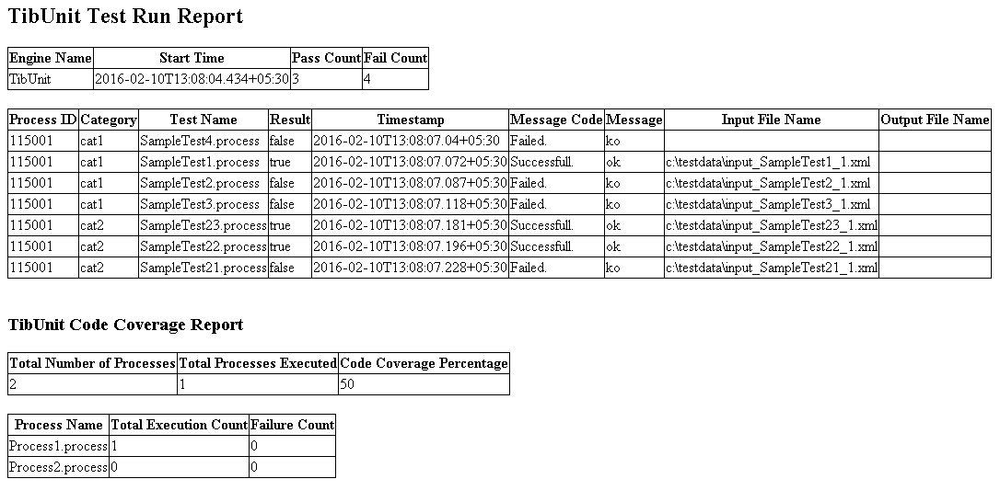 TibUnit Test Run Report
Engine Name Start Time Pass Count Fail Count
TibUnit 2016-02-10T13:08:04.434+05:30 3 4
Process ID Category Test Name Result Timestamp Message Code Message Input File Name Output File Name
115001 cat1 SampleTest4.process false 2016-02-10T13:08:07.04+05:30 Failed. ko
115001 cat1 SampleTest1.process true 2016-02-10T13:08:07.072+05:30 Successfull. ok c:\testdata\input_SampleTest1_1.xml
115001 cat1 SampleTest2.process false 2016-02-10T13:08:07.087+05:30 Failed. ko c:\testdata\input_SampleTest2_1.xml
115001 cat1 SampleTest3.process false 2016-02-10T13:08:07.118+05:30 Failed. ko c:\testdata\input_SampleTest3_1.xml
115001 cat2 SampleTest23.process true 2016-02-10T13:08:07.181+05:30 Successfull. ok c:\testdata\input_SampleTest23_1.xml
115001 cat2 SampleTest22.process true 2016-02-10T13:08:07.196+05:30 Successfull. ok c:\testdata\input_SampleTest22_1.xml
115001 cat2 SampleTest21.process false 2016-02-10T13:08:07.228+05:30 Failed. ko c:\testdata\input_SampleTest21_1.xml
TibUnit Code Coverage Report
Total Number of Processes Total Processes Executed Code Coverage Percentage
2 1 50
Process Name Total Execution Count Failure Count
Process1.process 1 0
Process2.process 0 0